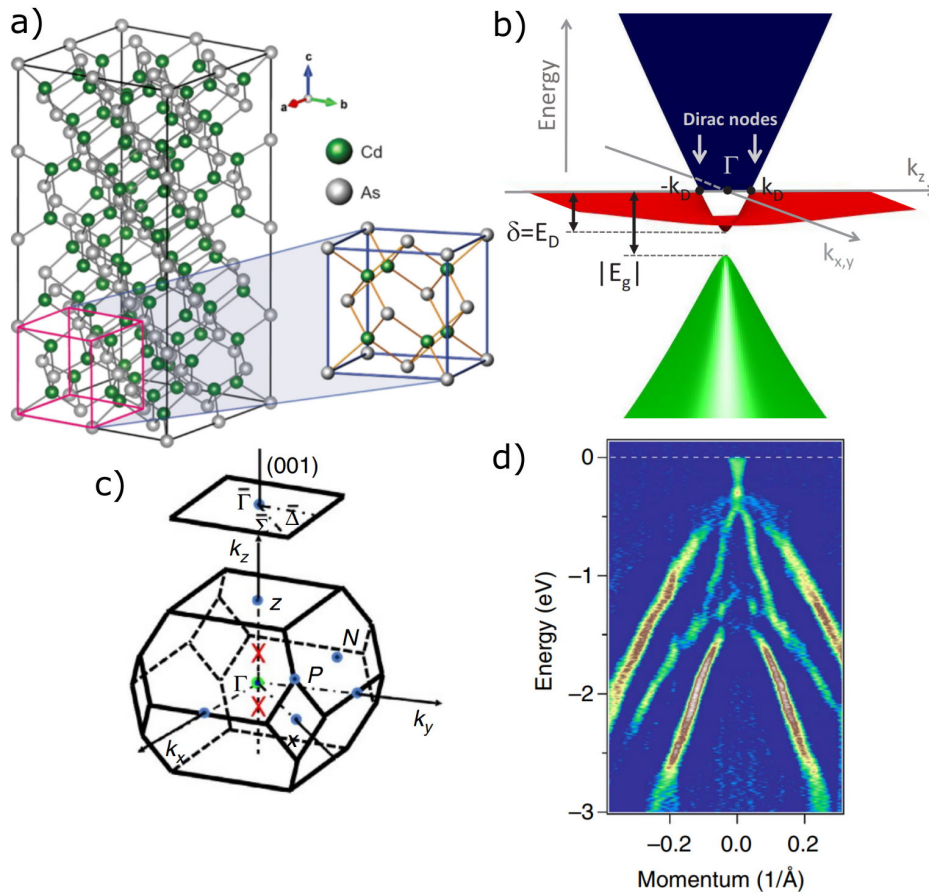 a)
c
a
b
Cd
As
b)
Energy
Dirac nodes
Γ
k_z
-k_D
k_D
δ=E_D
k_x,y
|E_g|
c)
(001)
Γ̄
Σ̄
Δ̄
k_z
z
N
P
Γ
k_y
x
k_x
d)
0
−1
−2
−3
Energy (eV)
−0.2
0.0
0.2
Momentum (1/Å)